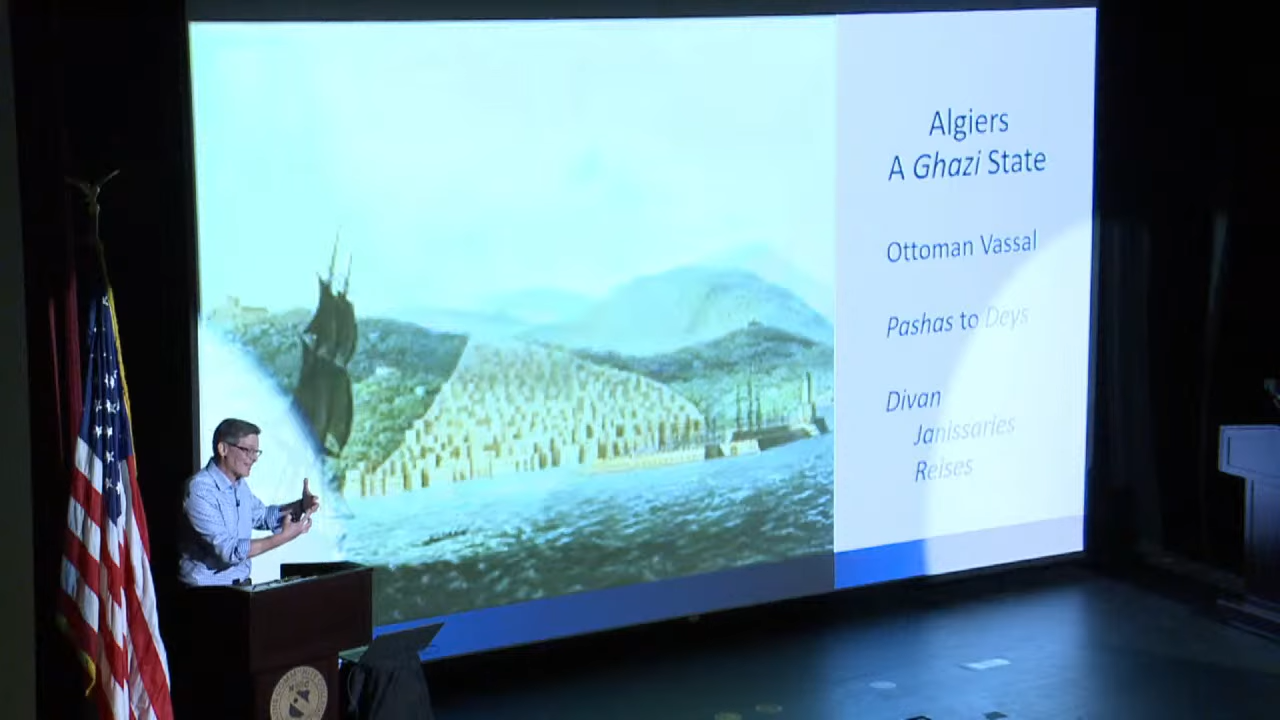 Algiers
A Ghazi State
Ottoman Vassal
Pashas to Deys
Divan
Janissaries
Reises